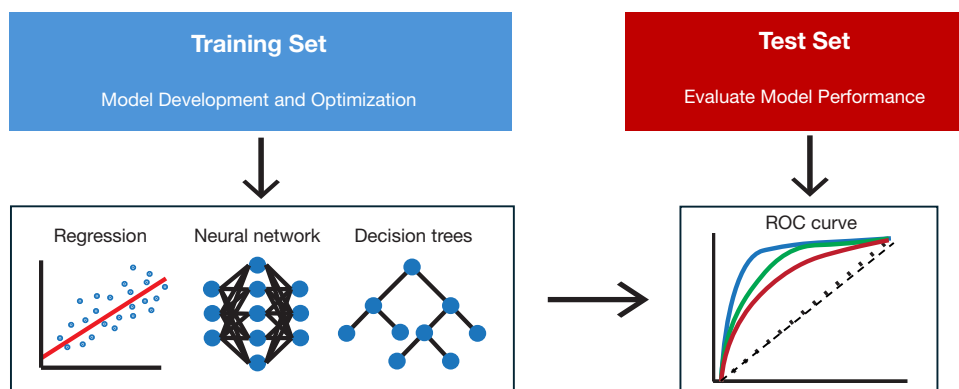 Training Set
Model Development and Optimization
Test Set
Evaluate Model Performance
Regression
Neural network
Decision trees
ROC curve